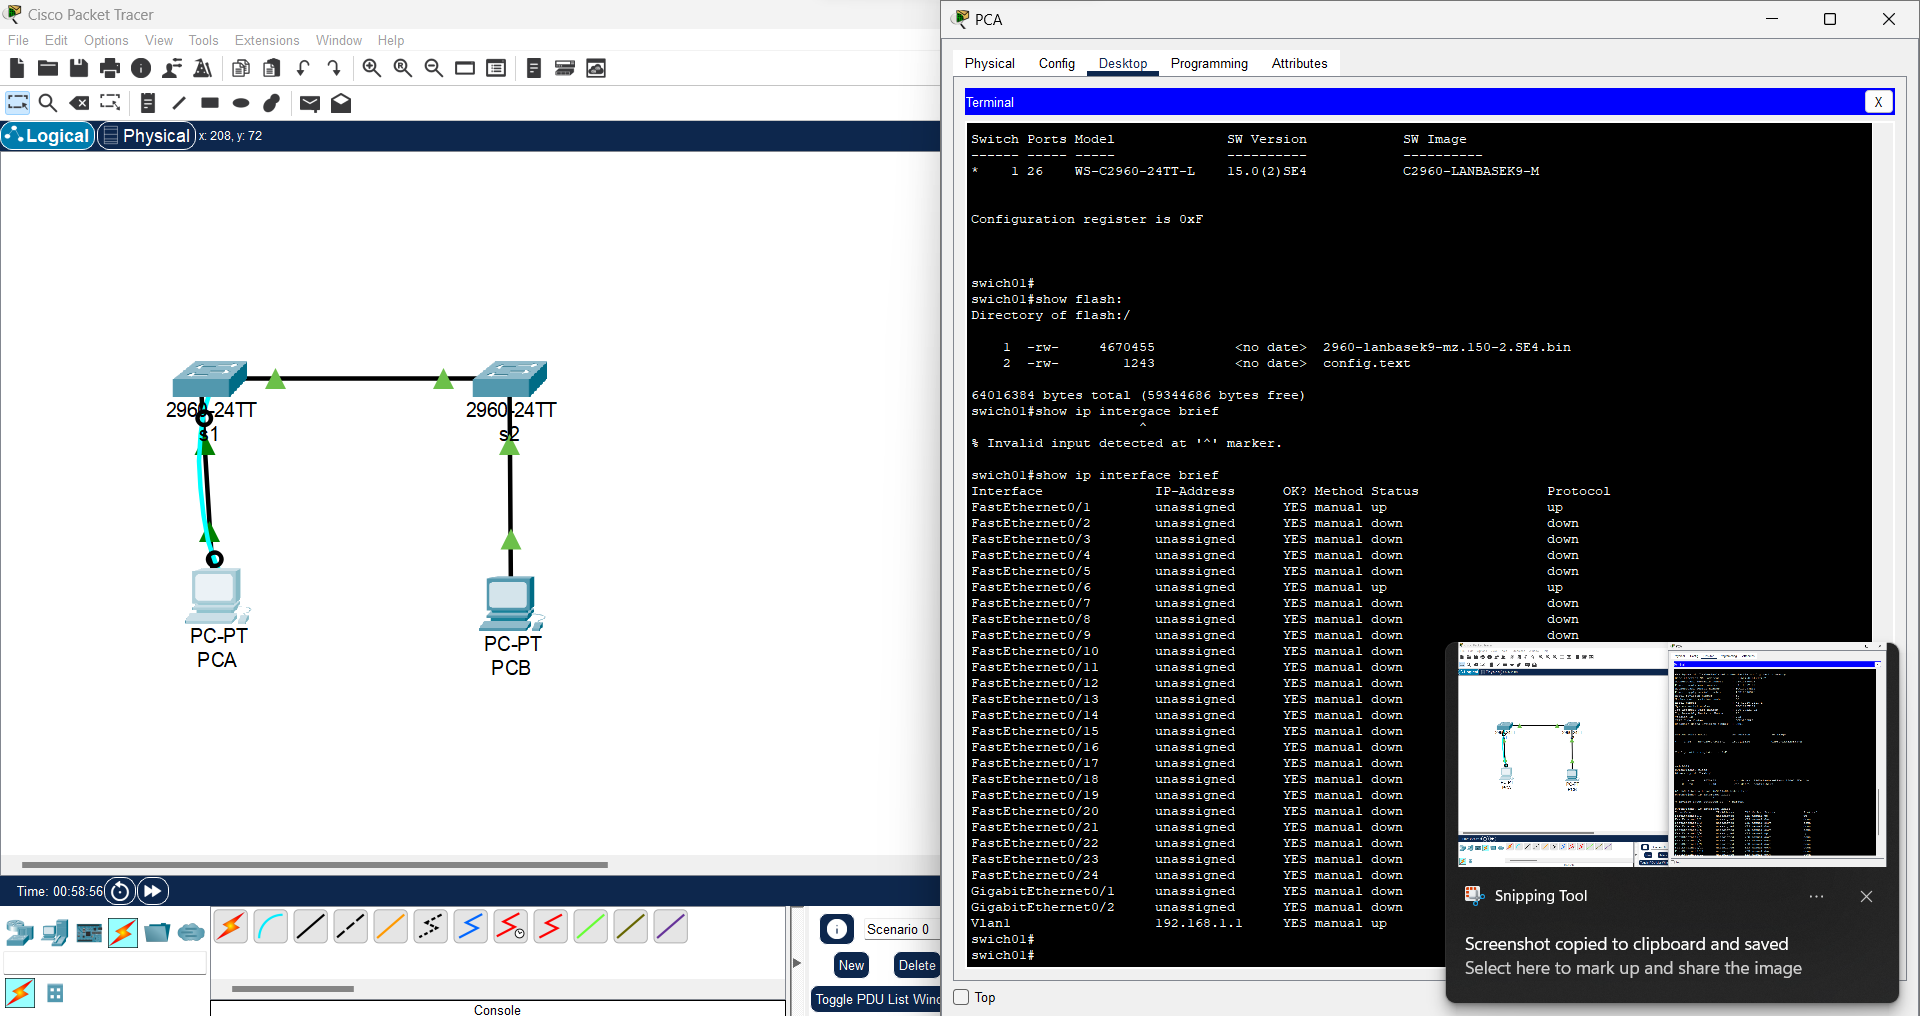 Cisco Packet Tracer
File Edit Options View Tools Extensions Window Help
Logical Physical x: 208, y: 72
2960-24TT
s1
2960-24TT
s2
PC-PT
PCA
PC-PT
PCB
Time: 00:58:56
Scenario 0
New Delete
Toggle PDU List Wind
Console
PCA
Physical Config Desktop Programming Attributes
Terminal X
Switch Ports Model SW Version SW Image
------ ----- ----- ---------- ----------
* 1 26 WS-C2960-24TT-L 15.0(2)SE4 C2960-LANBASEK9-M
Configuration register is 0xF
swich01#
swich01#show flash:
Directory of flash:/
1 -rw- 4670455 <no date> 2960-lanbasek9-mz.150-2.SE4.bin
2 -rw- 1243 <no date> config.text
64016384 bytes total (59344686 bytes free)
swich01#show ip intergace brief
^
% Invalid input detected at '^' marker.
swich01#show ip interface brief
Interface IP-Address OK? Method Status Protocol
FastEthernet0/1 unassigned YES manual up up
FastEthernet0/2 unassigned YES manual down down
FastEthernet0/3 unassigned YES manual down down
FastEthernet0/4 unassigned YES manual down down
FastEthernet0/5 unassigned YES manual down down
FastEthernet0/6 unassigned YES manual up up
FastEthernet0/7 unassigned YES manual down down
FastEthernet0/8 unassigned YES manual down down
FastEthernet0/9 unassigned YES manual down down
FastEthernet0/10 unassigned YES manual down
FastEthernet0/11 unassigned YES manual down
FastEthernet0/12 unassigned YES manual down
FastEthernet0/13 unassigned YES manual down
FastEthernet0/14 unassigned YES manual down
FastEthernet0/15 unassigned YES manual down
FastEthernet0/16 unassigned YES manual down
FastEthernet0/17 unassigned YES manual down
FastEthernet0/18 unassigned YES manual down
FastEthernet0/19 unassigned YES manual down
FastEthernet0/20 unassigned YES manual down
FastEthernet0/21 unassigned YES manual down
FastEthernet0/22 unassigned YES manual down
FastEthernet0/23 unassigned YES manual down
FastEthernet0/24 unassigned YES manual down
GigabitEthernet0/1 unassigned YES manual down
GigabitEthernet0/2 unassigned YES manual down
Vlan1 192.168.1.1 YES manual up
swich01#
swich01#
Top
Snipping Tool
Screenshot copied to clipboard and saved
Select here to mark up and share the image